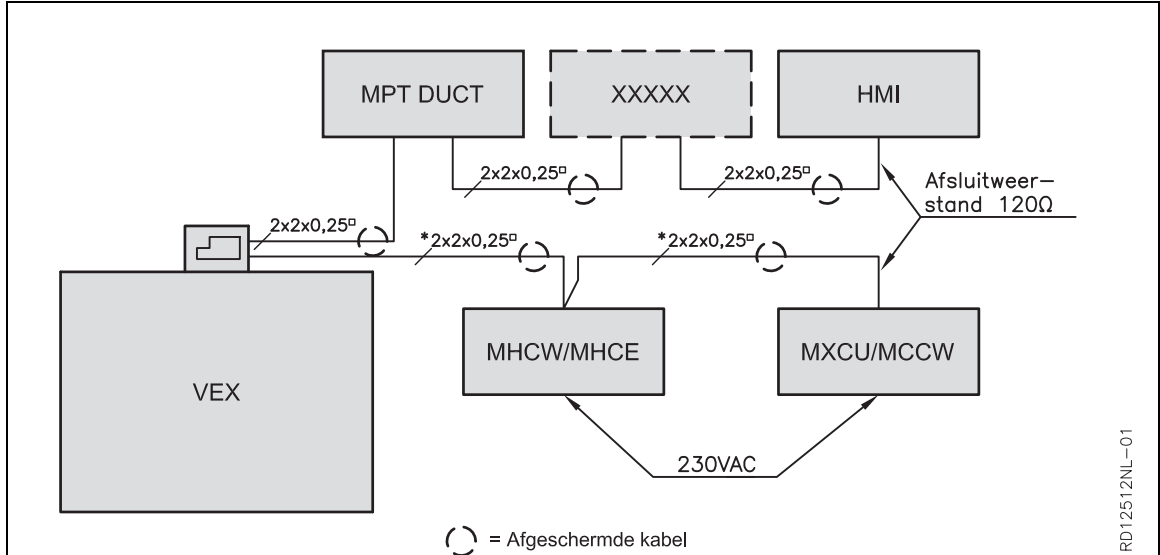 MPT DUCT
XXXXX
HMI
2x2x0,25□
2x2x0,25□
Afsluitweer-
stand 120Ω
2x2x0,25□
*2x2x0,25□
*2x2x0,25□
MHCW/MHCE
MXCU/MCCW
VEX
230VAC
= Afgeschermde kabel
RD12512NL-01